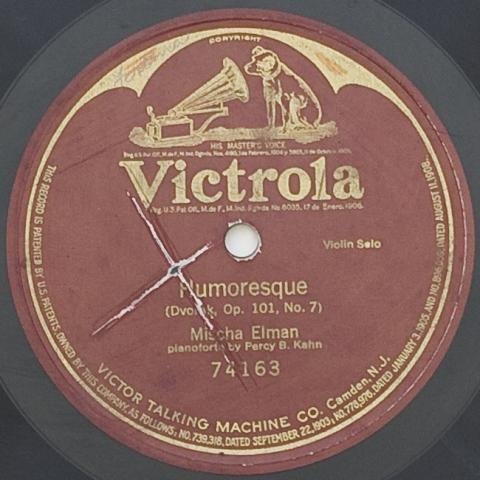 COPYRIGHT
HIS MASTER'S VOICE
Victrola
Violin Solo
Humoresque
(Dvorak, Op. 101, No. 7)
Mischa Elman
pianoforte by Percy B. Kahn
74163
VICTOR TALKING MACHINE CO. Camden, N.J.
THIS RECORD IS PATENTED BY U.S. PATENTS, OWNED BY THIS COMPANY, AS FOLLOWS; NO. 739,318, DATED SEPTEMBER 22, 1903; NO. 778,976, DATED JANUARY 3, 1905, AND NO. DATED AUGUST 11, 1908.